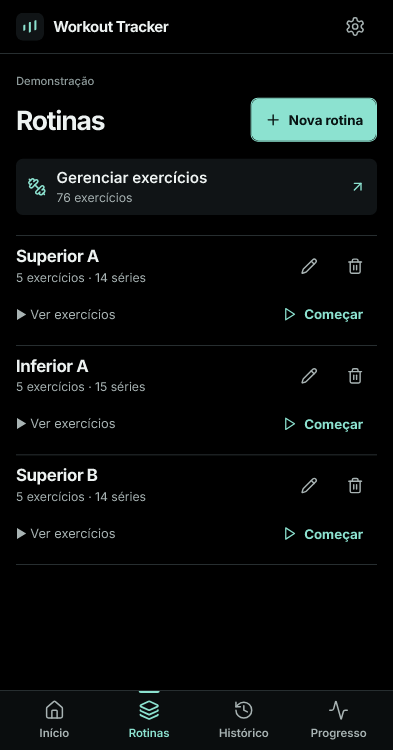 Workout Tracker
Demonstração
Rotinas
Nova rotina
Gerenciar exercícios
76 exercícios
Superior A
5 exercícios · 14 séries
Ver exercícios
Começar
Inferior A
5 exercícios · 15 séries
Ver exercícios
Começar
Superior B
5 exercícios · 14 séries
Ver exercícios
Começar
Início
Rotinas
Histórico
Progresso